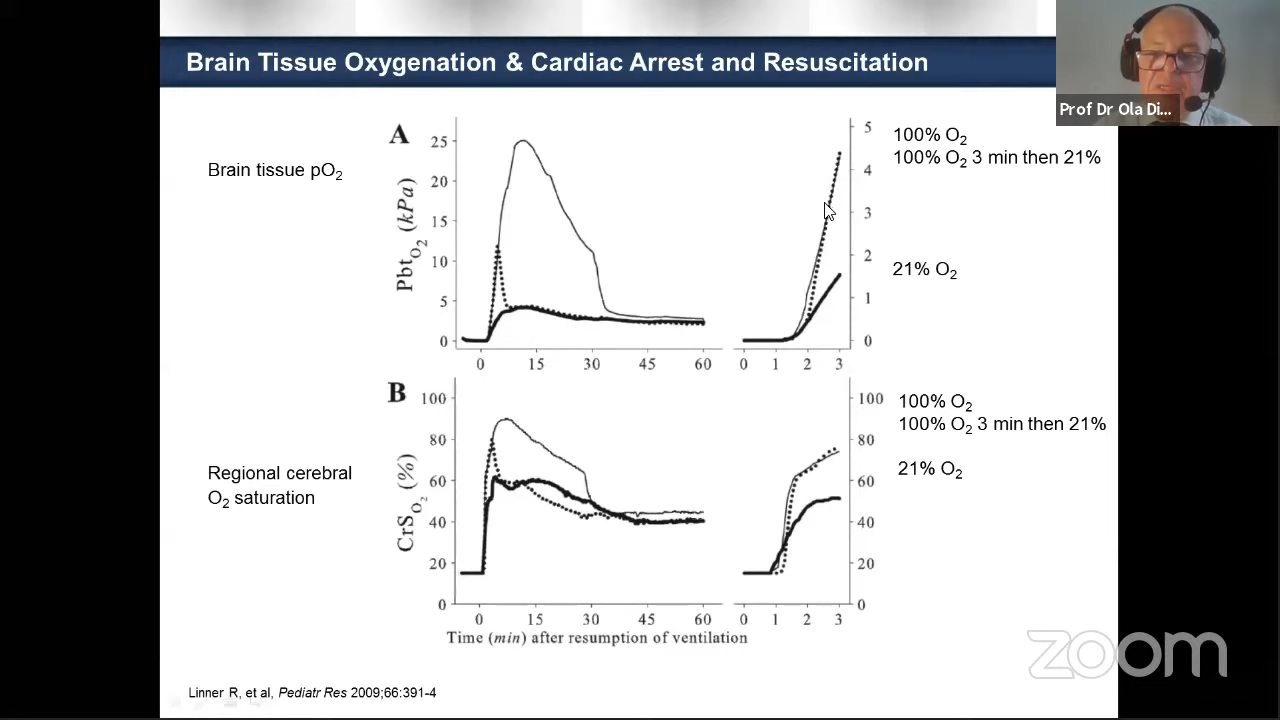 Brain Tissue Oxygenation & Cardiac Arrest and Resuscitation
Prof Dr Ola Di...
Brain tissue pO₂
A
Pbt_O₂ (kPa)
25
20
15
10
5
0
0 15 30 45 60
5
4
3
2
1
0
0 1 2 3
100% O₂
100% O₂ 3 min then 21%
21% O₂
Regional cerebral
O₂ saturation
B
CrS_O₂ (%)
100
80
60
40
20
0
0 15 30 45 60
100
80
60
40
20
0
0 1 2 3
Time (min) after resumption of ventilation
100% O₂
100% O₂ 3 min then 21%
21% O₂
Linner R, et al, Pediatr Res 2009;66:391-4
zoom